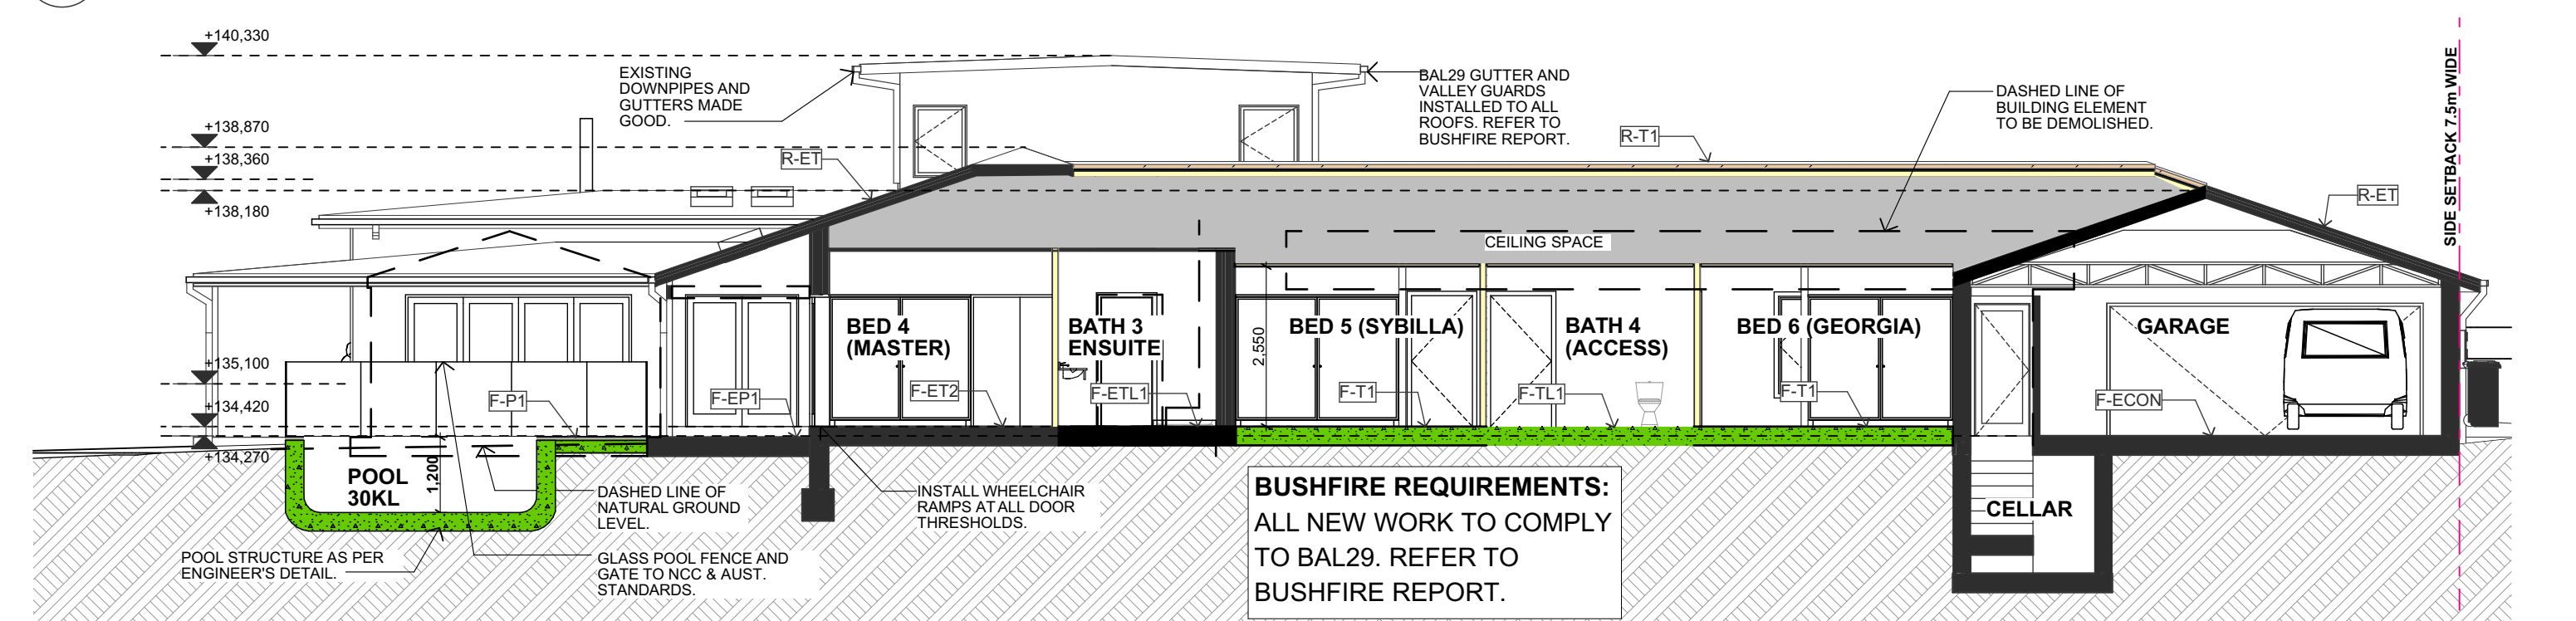 +140,330
+138,870
+138,360
+138,180
+135,100
+134,420
+134,270
EXISTING
DOWNPIPES AND
GUTTERS MADE
GOOD.
BAL29 GUTTER AND
VALLEY GUARDS
INSTALLED TO ALL
ROOFS. REFER TO
BUSHFIRE REPORT.
DASHED LINE OF
BUILDING ELEMENT
TO BE DEMOLISHED.
SIDE SETBACK 7.5m WIDE
R-ET
R-T1
R-ET
CEILING SPACE
BED 4
(MASTER)
BATH 3
ENSUITE
2,550
BED 5 (SYBILLA)
BATH 4
(ACCESS)
BED 6 (GEORGIA)
GARAGE
F-P1
F-EP1
F-ET2
F-ETL1
F-T1
F-TL1
F-T1
F-ECON
POOL
30KL
1,200
DASHED LINE OF
NATURAL GROUND
LEVEL.
INSTALL WHEELCHAIR
RAMPS AT ALL DOOR
THRESHOLDS.
POOL STRUCTURE AS PER
ENGINEER'S DETAIL.
GLASS POOL FENCE AND
GATE TO NCC & AUST.
STANDARDS.
BUSHFIRE REQUIREMENTS:
ALL NEW WORK TO COMPLY
TO BAL29. REFER TO
BUSHFIRE REPORT.
CELLAR